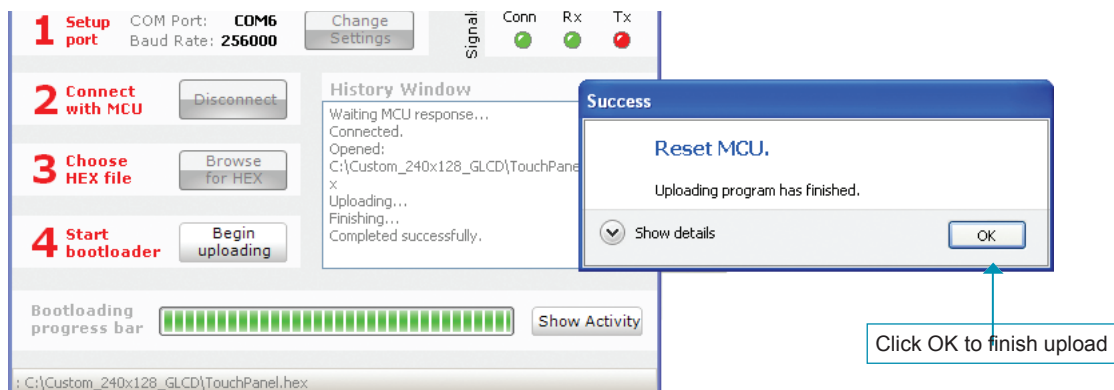 1 Setup port
COM Port: COM6
Baud Rate: 256000
Change Settings
Signal
Conn Rx Tx
2 Connect with MCU
Disconnect
3 Choose HEX file
Browse for HEX
4 Start bootloader
Begin uploading
History Window
Waiting MCU response...
Connected.
Opened:
C:\Custom_240x128_GLCD\TouchPane
x
Uploading...
Finishing...
Completed successfully.
Success
Reset MCU.
Uploading program has finished.
Show details
OK
Bootloading progress bar
Show Activity
Click OK to finish upload
: C:\Custom_240x128_GLCD\TouchPanel.hex